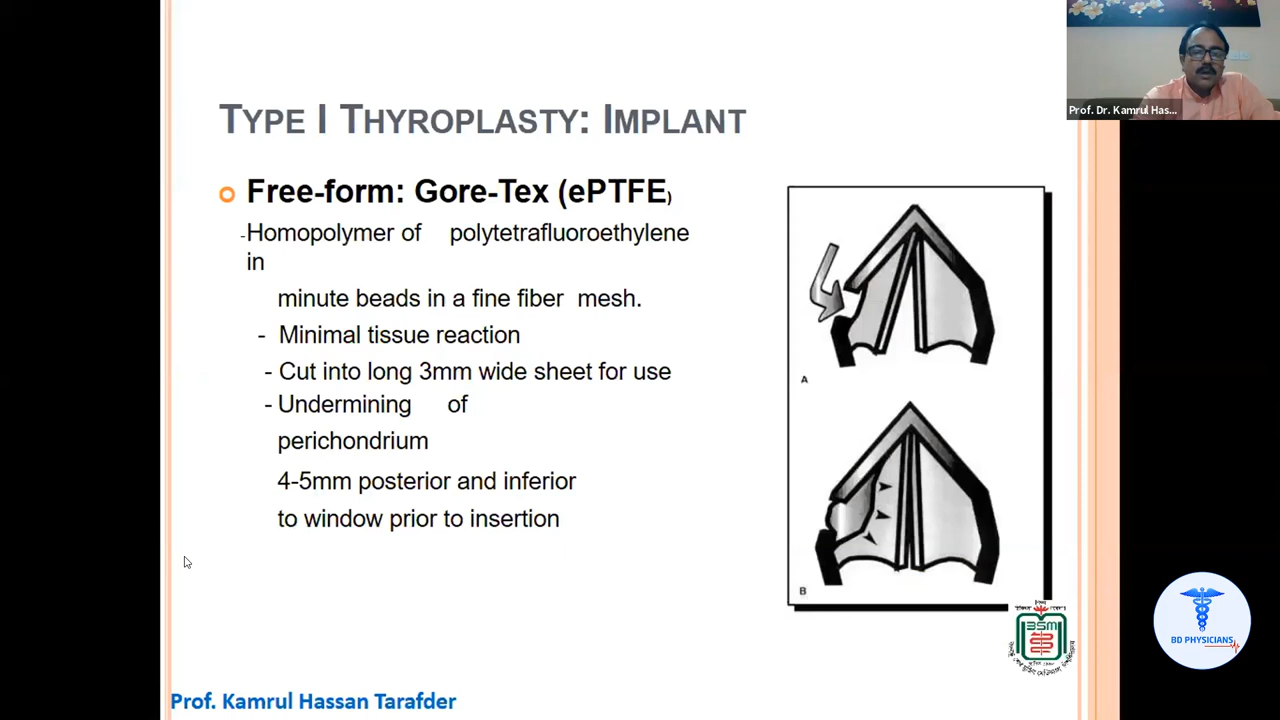 Prof. Dr. Kamrul Has...
TYPE I THYROPLASTY: IMPLANT
Free-form: Gore-Tex (ePTFE)
-Homopolymer of polytetrafluoroethylene
in
minute beads in a fine fiber mesh.
- Minimal tissue reaction
- Cut into long 3mm wide sheet for use
- Undermining of
perichondrium
4-5mm posterior and inferior
to window prior to insertion
A
B
BSM
BD PHYSICIANS
Prof. Kamrul Hassan Tarafder